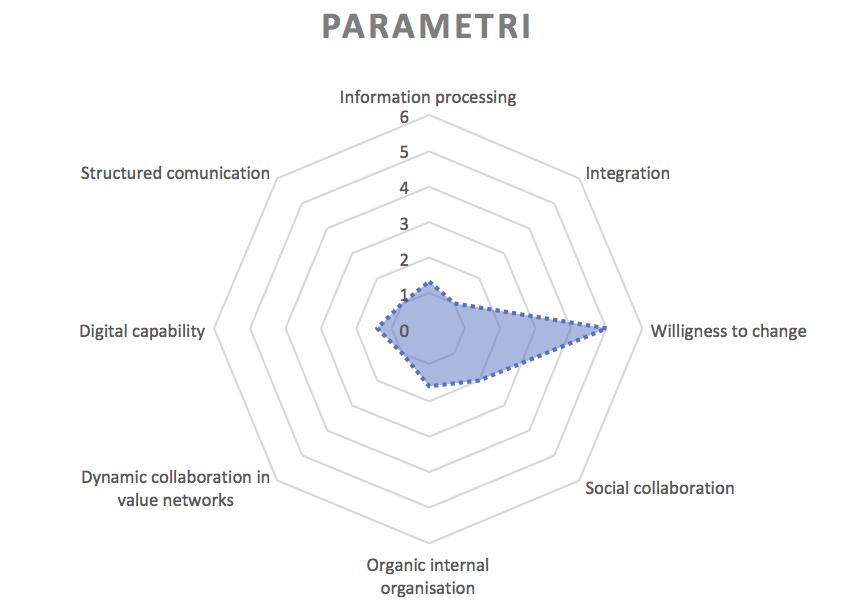 PARAMETRI
Information processing
6
Structured comunication
Integration
5
4
3
2
1
Digital capability
0
Willigness to change
Dynamic collaboration in
value networks
Social collaboration
Organic internal
organisation